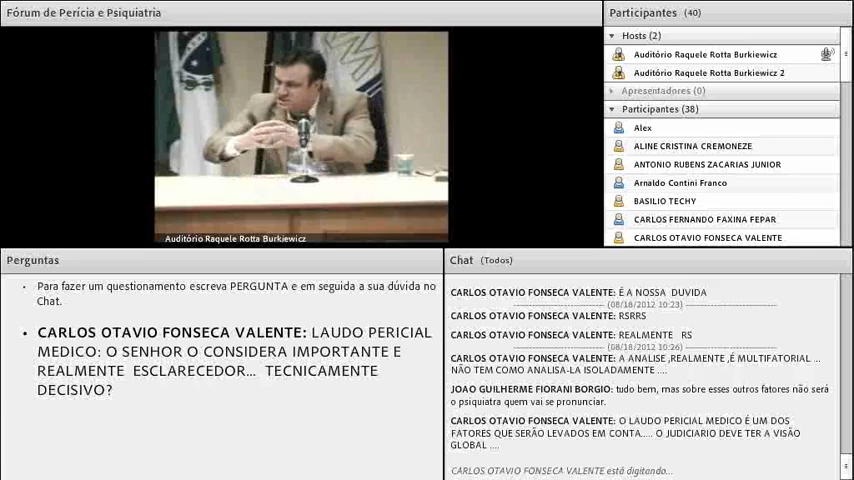 Fórum de Perícia e Psiquiatria
Auditório Raquele Rotta Burkiewicz
Participantes (40)
Hosts (2)
Auditório Raquele Rotta Burkiewicz
Auditório Raquele Rotta Burkiewicz 2
Apresentadores (0)
Participantes (38)
Alex
ALINE CRISTINA CREMONEZE
ANTONIO RUBENS ZACARIAS JUNIOR
Arnaldo Contini Franco
BASILIO TECHY
CARLOS FERNANDO FAXINA FEPAR
CARLOS OTAVIO FONSECA VALENTE
Perguntas
Para fazer um questionamento escreva PERGUNTA e em seguida a sua dúvida no
Chat.
CARLOS OTAVIO FONSECA VALENTE: LAUDO PERICIAL
MEDICO: O SENHOR O CONSIDERA IMPORTANTE E
REALMENTE ESCLARECEDOR... TECNICAMENTE
DECISIVO?
Chat (Todos)
CARLOS OTAVIO FONSECA VALENTE: É A NOSSA DUVIDA
(08/18/2012 10:23)
CARLOS OTAVIO FONSECA VALENTE: RSRRS
CARLOS OTAVIO FONSECA VALENTE: REALMENTE RS
(08/18/2012 10:26)
CARLOS OTAVIO FONSECA VALENTE: A ANALISE ,REALMENTE ,É MULTIFATORIAL ...
NÃO TEM COMO ANALISA-LA ISOLADAMENTE ....
JOAO GUILHERME FIORANI BORGIO: tudo bem, mas sobre esses outros fatores não será
o psiquiatra quem vai se pronunciar.
CARLOS OTAVIO FONSECA VALENTE: O LAUDO PERICIAL MEDICO É UM DOS
FATORES QUE SERÃO LEVADOS EM CONTA..... O JUDICIARIO DEVE TER A VISÃO
GLOBAL ....
CARLOS OTAVIO FONSECA VALENTE está digitando...